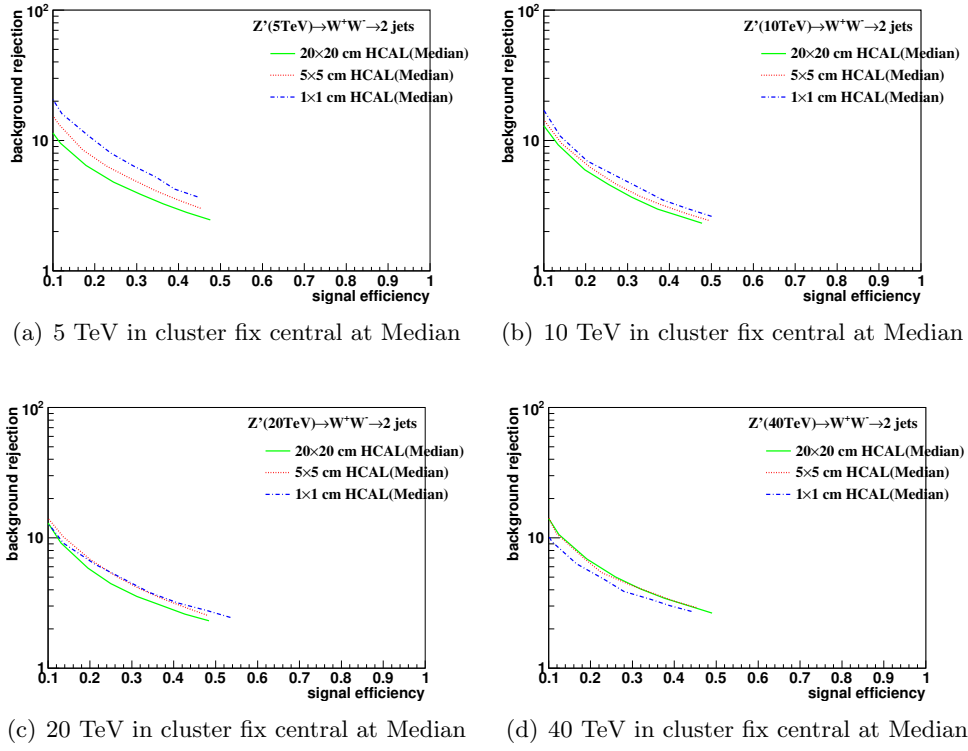 background rejection
10²
10
1
Z'(5TeV)→W⁺W⁻→2 jets
20×20 cm HCAL(Median)
5×5 cm HCAL(Median)
1×1 cm HCAL(Median)
0.1 0.2 0.3 0.4 0.5 0.6 0.7 0.8 0.9 1
signal efficiency
(a) 5 TeV in cluster fix central at Median
background rejection
10²
10
1
Z'(10TeV)→W⁺W⁻→2 jets
20×20 cm HCAL(Median)
5×5 cm HCAL(Median)
1×1 cm HCAL(Median)
0.1 0.2 0.3 0.4 0.5 0.6 0.7 0.8 0.9 1
signal efficiency
(b) 10 TeV in cluster fix central at Median
background rejection
10²
10
1
Z'(20TeV)→W⁺W⁻→2 jets
20×20 cm HCAL(Median)
5×5 cm HCAL(Median)
1×1 cm HCAL(Median)
0.1 0.2 0.3 0.4 0.5 0.6 0.7 0.8 0.9 1
signal efficiency
(c) 20 TeV in cluster fix central at Median
background rejection
10²
10
1
Z'(40TeV)→W⁺W⁻→2 jets
20×20 cm HCAL(Median)
5×5 cm HCAL(Median)
1×1 cm HCAL(Median)
0.1 0.2 0.3 0.4 0.5 0.6 0.7 0.8 0.9 1
signal efficiency
(d) 40 TeV in cluster fix central at Median